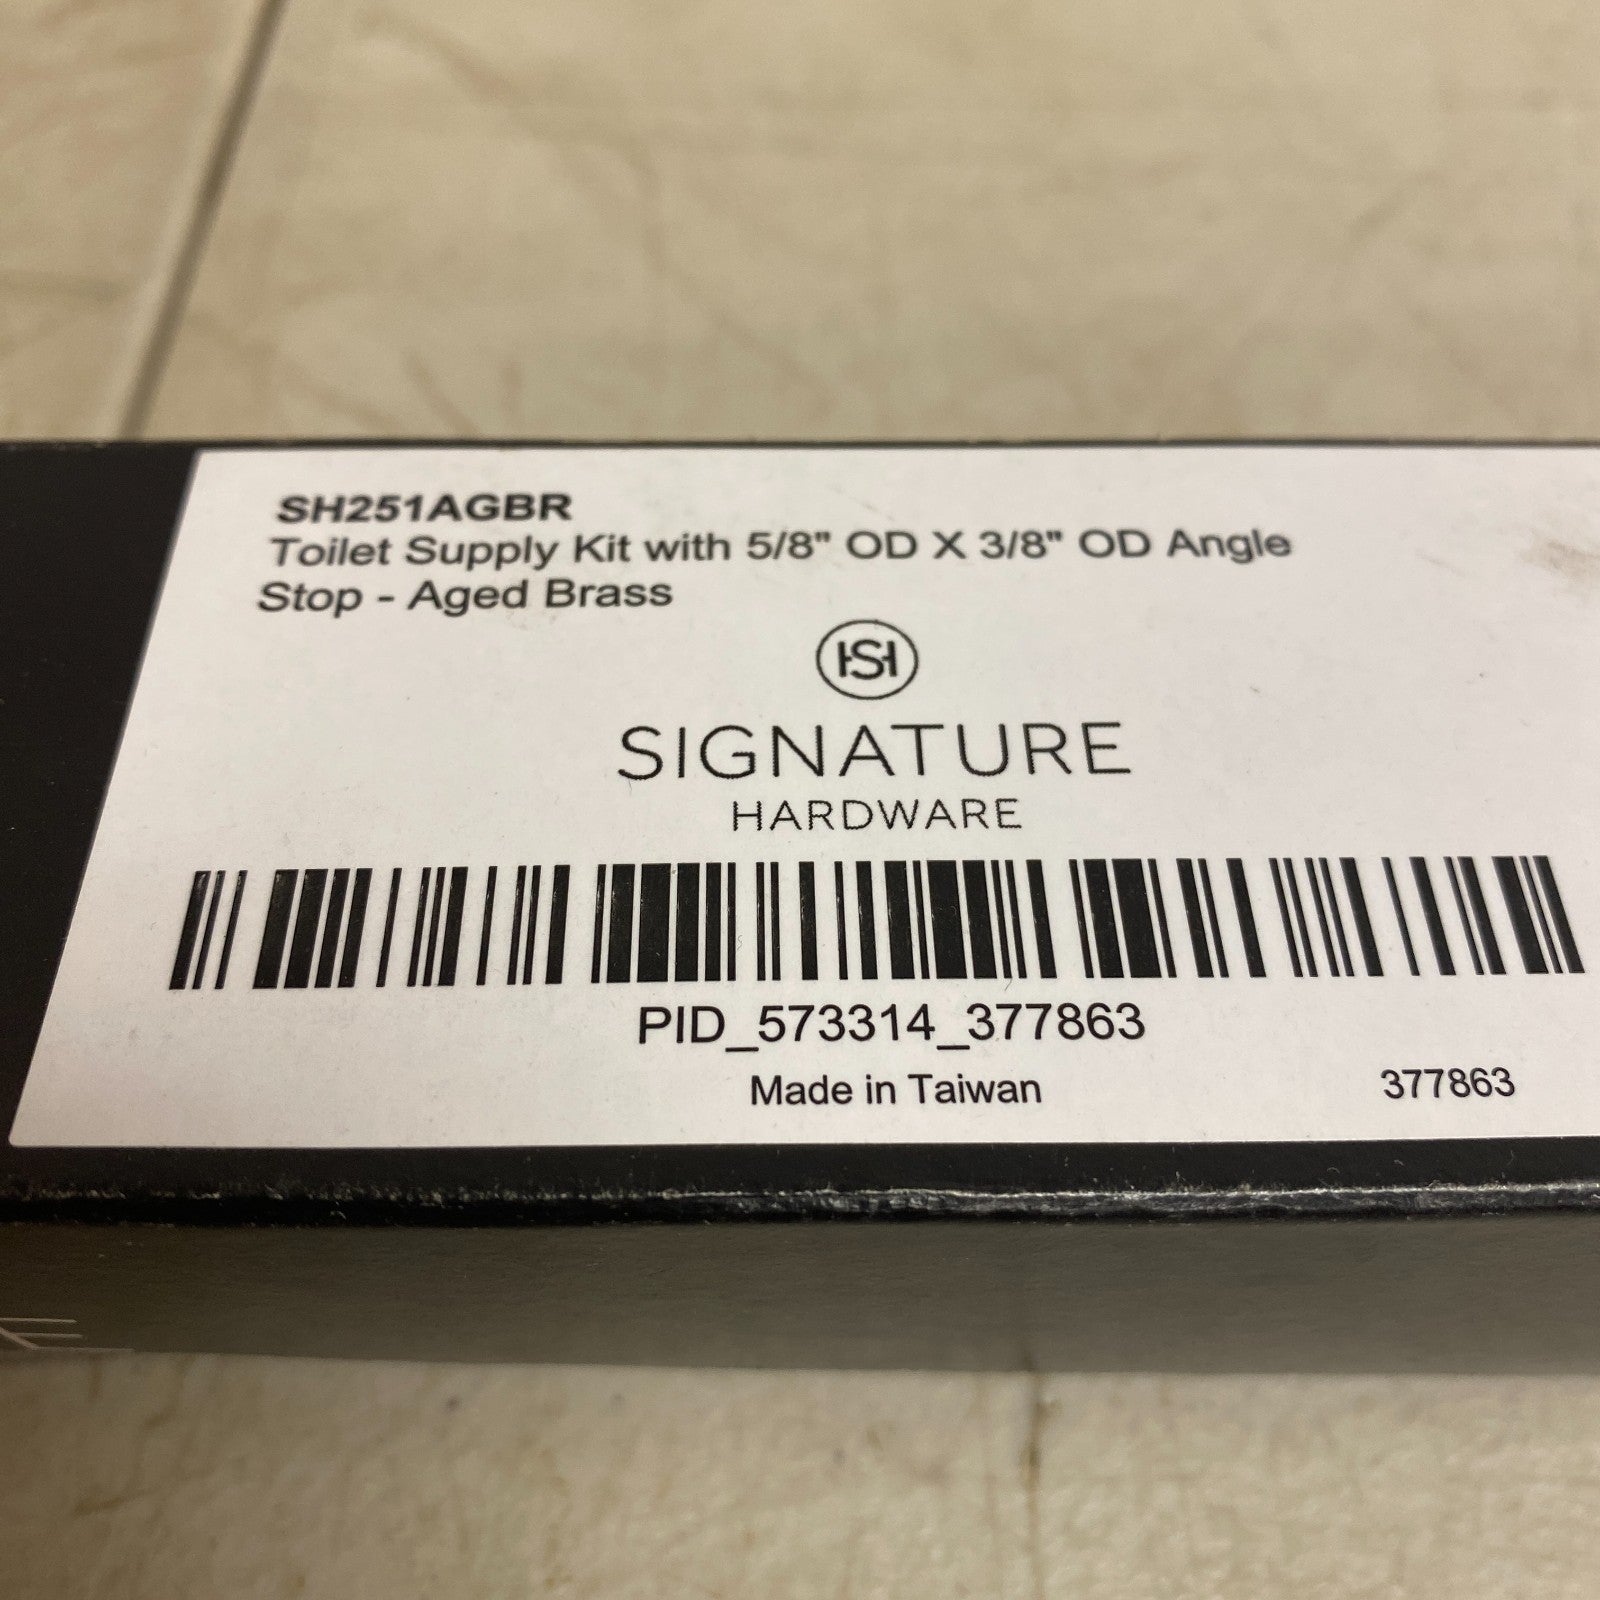 SH251AGBR
Toilet Supply Kit with 5/8" OD X 3/8" OD Angle
Stop - Aged Brass
SH
SIGNATURE
HARDWARE
PID_573314_377863
Made in Taiwan
377863